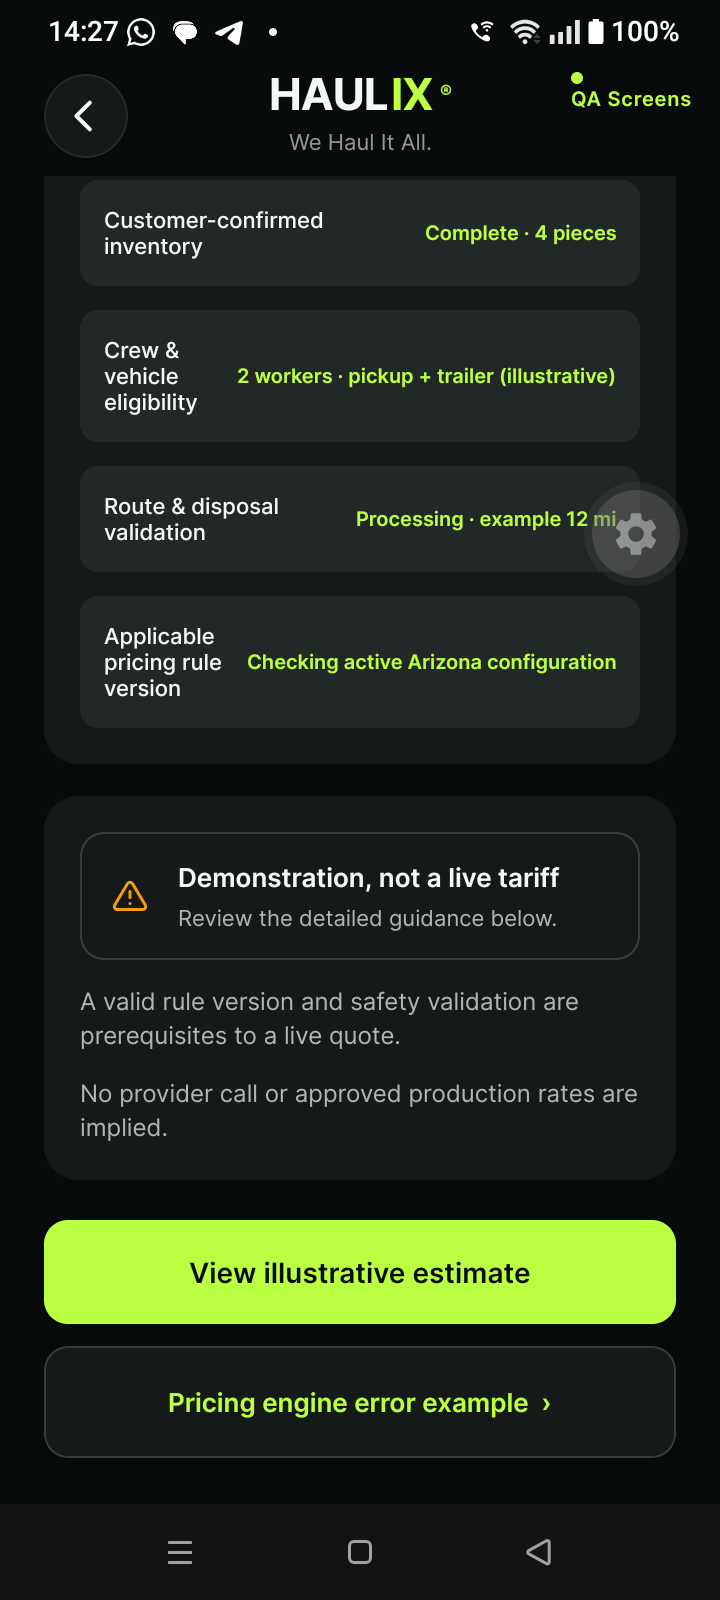 14:27
100%
HAULIX ®
QA Screens
We Haul It All.
Customer-confirmed
inventory
Complete · 4 pieces
Crew &
vehicle
eligibility
2 workers · pickup + trailer (illustrative)
Route & disposal
validation
Processing · example 12 mi
Applicable
pricing rule
version
Checking active Arizona configuration
Demonstration, not a live tariff
Review the detailed guidance below.
A valid rule version and safety validation are
prerequisites to a live quote.
No provider call or approved production rates are
implied.
View illustrative estimate
Pricing engine error example ›